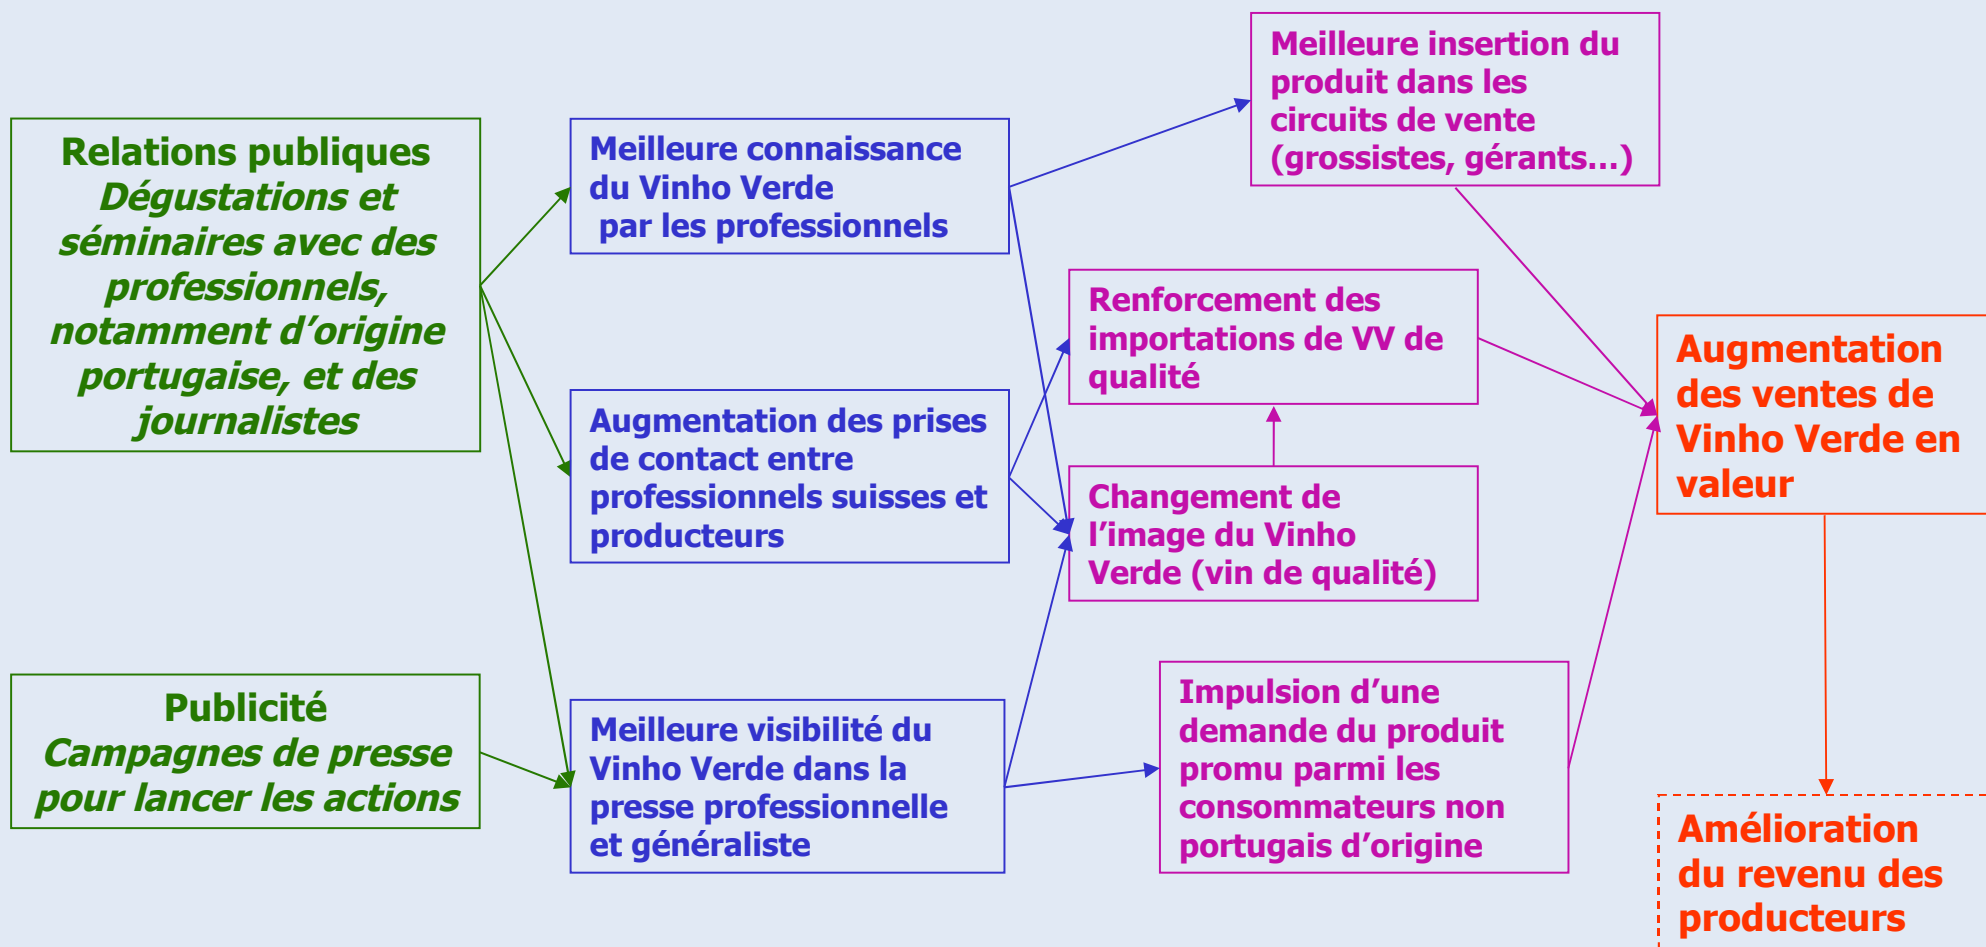 Relations publiques
Dégustations et
séminaires avec des
professionnels,
notamment d’origine
portugaise, et des
journalistes
Publicité
Campagnes de presse
pour lancer les actions
Meilleure connaissance
du Vinho Verde
par les professionnels
Augmentation des prises
de contact entre
professionnels suisses et
producteurs
Meilleure visibilité du
Vinho Verde dans la
presse professionnelle
et généraliste
Meilleure insertion du
produit dans les
circuits de vente
(grossistes, gérants…)
Renforcement des
importations de VV de
qualité
Changement de
l’image du Vinho
Verde (vin de qualité)
Impulsion d’une
demande du produit
promu parmi les
consommateurs non
portugais d’origine
Augmentation
des ventes de
Vinho Verde en
valeur
Amélioration
du revenu des
producteurs